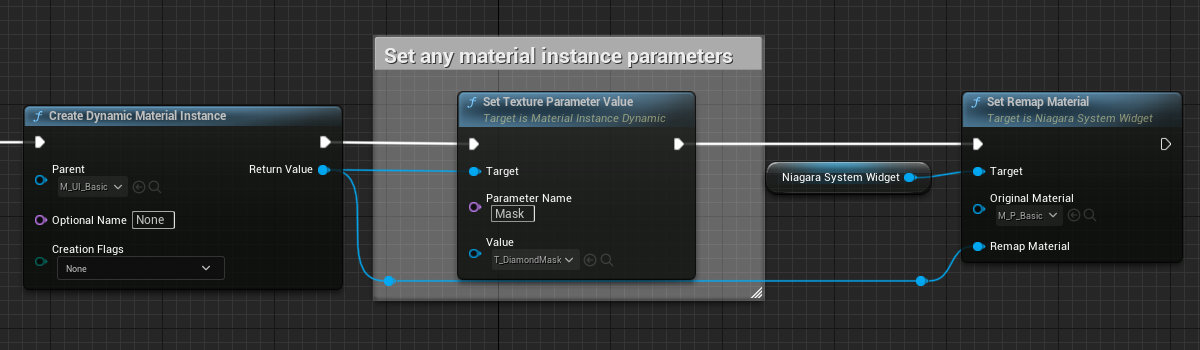 Set any material instance parameters
Create Dynamic Material Instance
Parent
M_UI_Basic
Return Value
Optional Name None
Creation Flags
None
Set Texture Parameter Value
Target is Material Instance Dynamic
Target
Parameter Name
Mask
Value
T_DiamondMask
Niagara System Widget
Set Remap Material
Target is Niagara System Widget
Target
Original Material
M_P_Basic
Remap Material